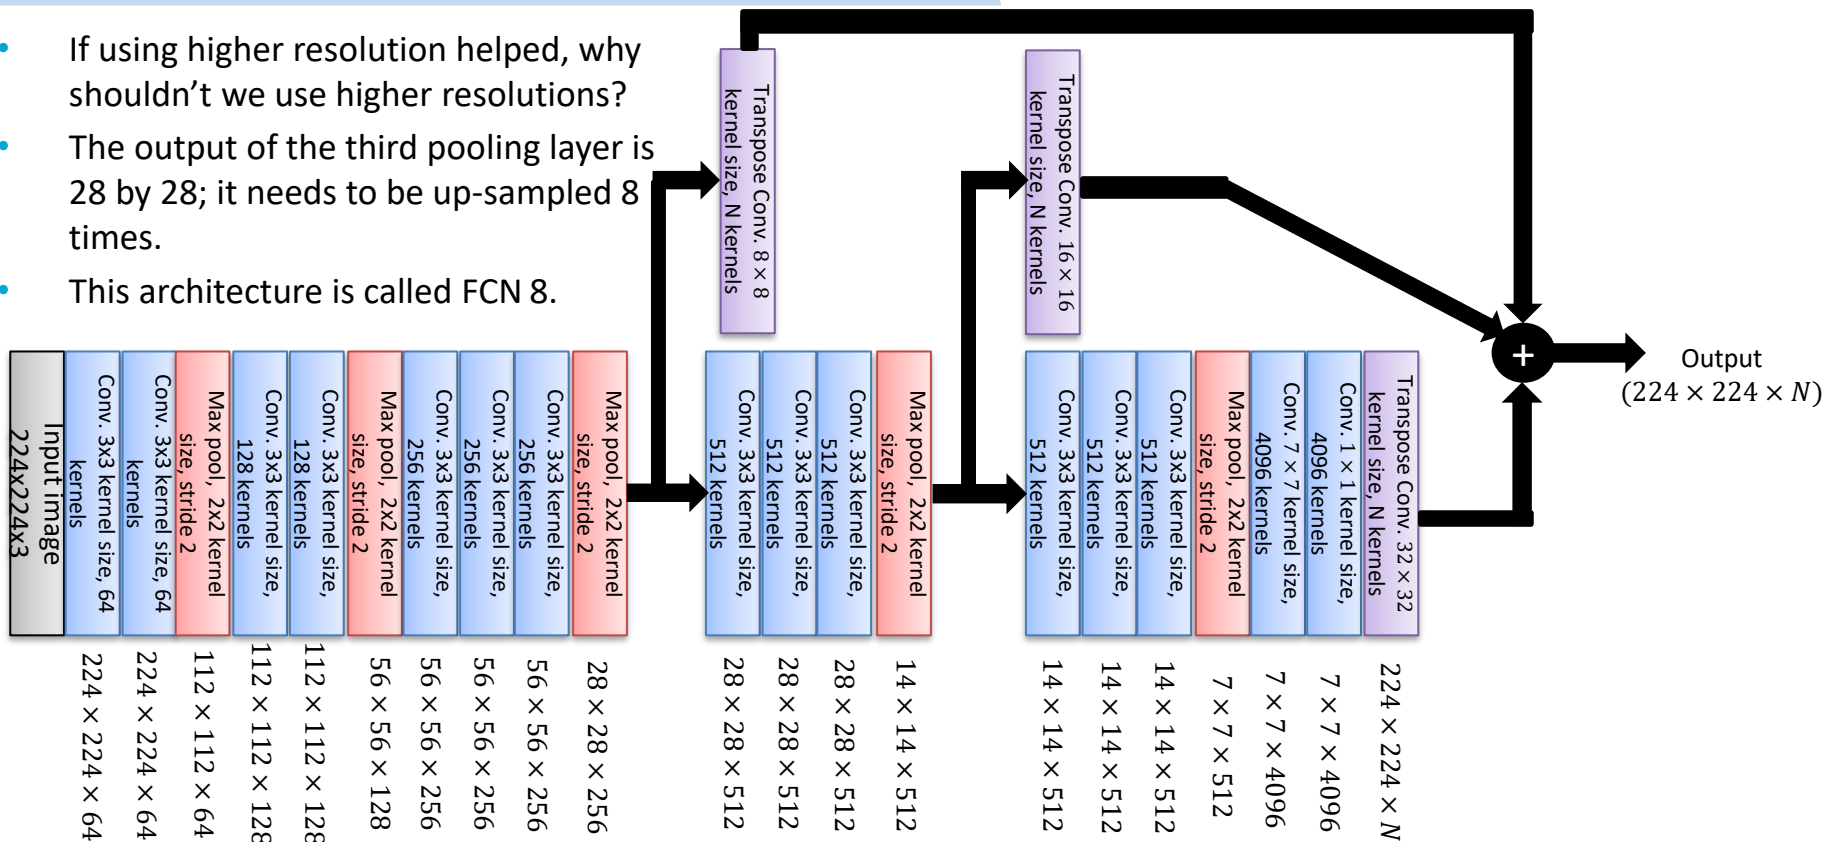 • If using higher resolution helped, why
shouldn't we use higher resolutions?
• The output of the third pooling layer is
28 by 28; it needs to be up-sampled 8
times.
• This architecture is called FCN 8.
Transpose Conv. 8 × 8
kernel size, N kernels
Transpose Conv. 16 × 16
kernel size, N kernels
Input image
224x224x3
Conv. 3x3 kernel size, 64
kernels
Conv. 3x3 kernel size, 64
kernels
Max pool, 2x2 kernel
size, stride 2
Conv. 3x3 kernel size,
128 kernels
Conv. 3x3 kernel size,
128 kernels
Max pool, 2x2 kernel
size, stride 2
Conv. 3x3 kernel size,
256 kernels
Conv. 3x3 kernel size,
256 kernels
Conv. 3x3 kernel size,
256 kernels
Max pool, 2x2 kernel
size, stride 2
Conv. 3x3 kernel size,
512 kernels
Conv. 3x3 kernel size,
512 kernels
Conv. 3x3 kernel size,
512 kernels
Max pool, 2x2 kernel
size, stride 2
Conv. 3x3 kernel size,
512 kernels
Conv. 3x3 kernel size,
512 kernels
Conv. 3x3 kernel size,
512 kernels
Max pool, 2x2 kernel
size, stride 2
Conv. 7 × 7 kernel size,
4096 kernels
Conv. 1 × 1 kernel size,
4096 kernels
Transpose Conv. 32 × 32
kernel size, N kernels
+
Output
(224 × 224 × N)
224 × 224 × 64
224 × 224 × 64
112 × 112 × 64
112 × 112 × 128
112 × 112 × 128
56 × 56 × 128
56 × 56 × 256
56 × 56 × 256
56 × 56 × 256
28 × 28 × 256
28 × 28 × 512
28 × 28 × 512
28 × 28 × 512
14 × 14 × 512
14 × 14 × 512
14 × 14 × 512
14 × 14 × 512
7 × 7 × 512
7 × 7 × 4096
7 × 7 × 4096
224 × 224 × N